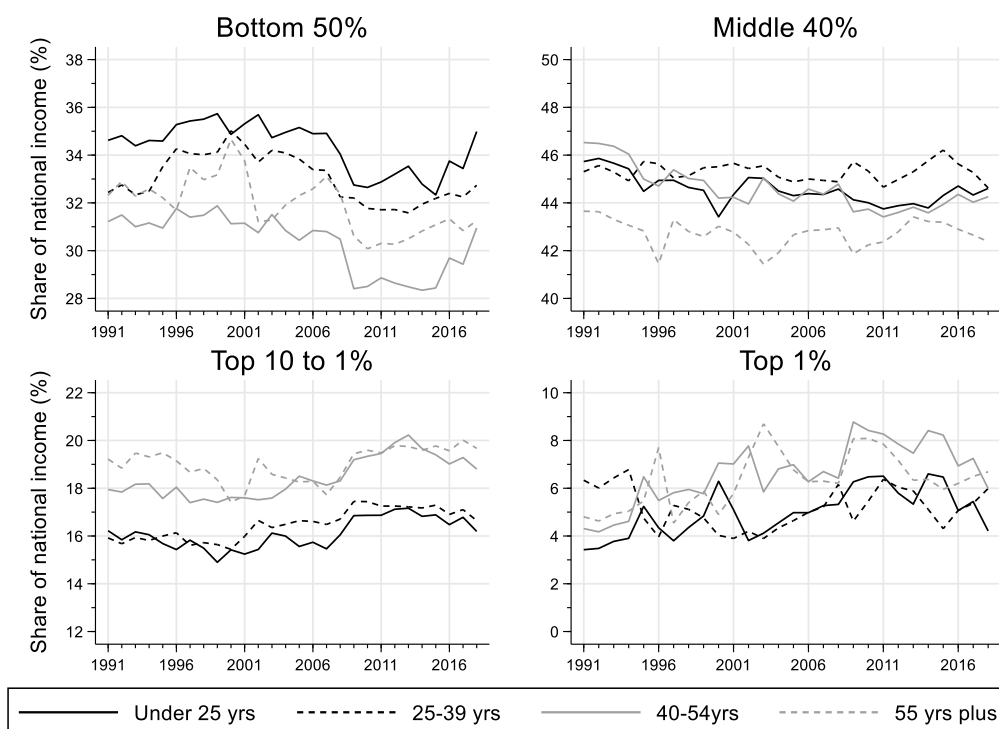 Bottom 50%
Middle 40%
Share of national income (%)
38
36
34
32
30
28
1991 1996 2001 2006 2011 2016
50
48
46
44
42
40
1991 1996 2001 2006 2011 2016
Top 10 to 1%
Top 1%
Share of national income (%)
22
20
18
16
14
12
1991 1996 2001 2006 2011 2016
10
8
6
4
2
0
1991 1996 2001 2006 2011 2016
Under 25 yrs 25-39 yrs 40-54yrs 55 yrs plus